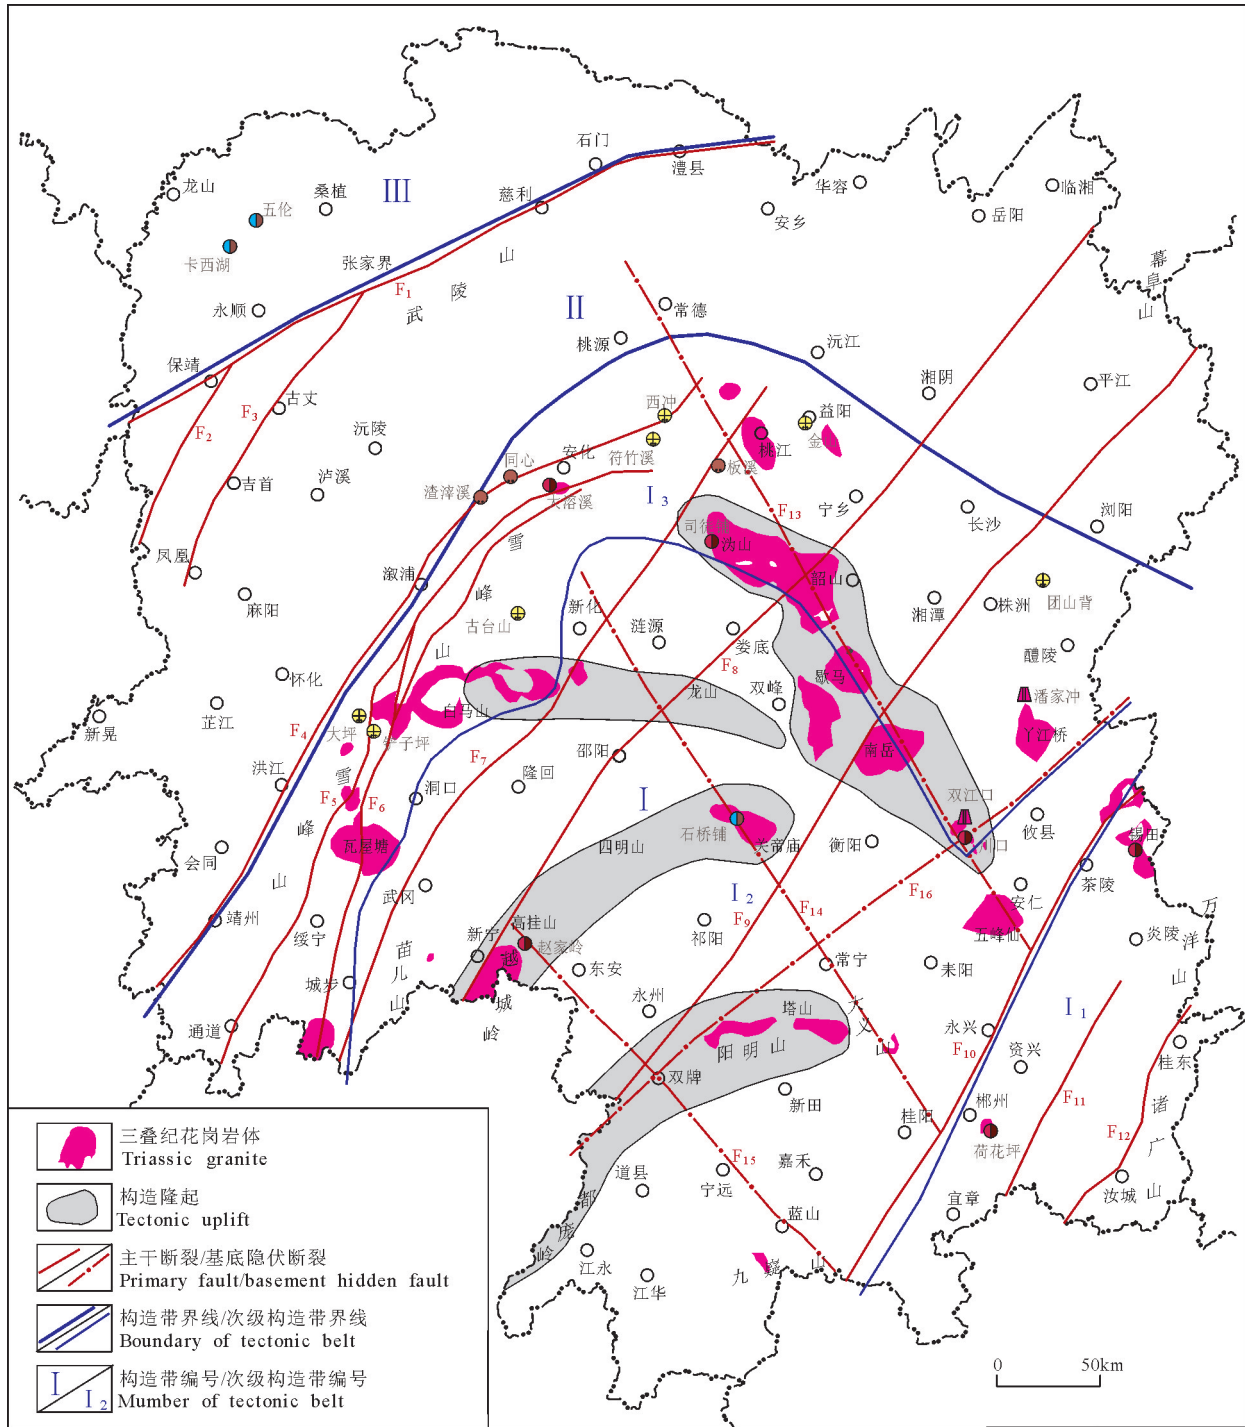 石门
澧县
华容
临湘
龙山
桑植
III
慈利
安乡
岳阳
五伦
卡西湖
张家界
山
幕
阜
山
F1
陵
武
永顺
II
常德
桃源
沅江
保靖
湘阴
平江
古丈
F3
F2
西冲
益阳
金
沅陵
安化
符竹溪
桃江
同心
板溪
吉首
泸溪
渣滓溪
大溶溪
I3
F13
宁乡
长沙
浏阳
司徒铺
沩山
雪
凤凰
溆浦
韶山
麻阳
峰
新化
古台山
涟源
娄底
湘潭
株洲
团山背
醴陵
山
F8
怀化
歇马
芷江
白马山
龙山
双峰
潘家冲
新晃
大坪
铲子坪
F4
丫江桥
南岳
F7
邵阳
洪江
雪
洞口
隆回
F5
F6
I
双江口
攸县
峰
石桥铺
锡田
瓦屋塘
四明山
关帝庙
衡阳
川口
会同
茶陵
山
武冈
F16
I2
安仁
万
洋
山
靖州
绥宁
高挂山
F9
F14
五峰仙
苗
儿
山
新宁
赵家岭
祁阳
炎陵
越
城
岭
东安
常宁
耒阳
城步
永州
大
义
山
I1
塔山
通道
永兴
阳明山
F10
资兴
桂东
双牌
诸
广
山
新田
郴州
F11
桂阳
F12
荷花坪
道县
F15
宁远
嘉禾
汝城
都
庞
岭
宜章
蓝山
江永
九
嶷
山
江华
三叠纪花岗岩体
Triassic granite
构造隆起
Tectonic uplift
主干断裂/基底隐伏断裂
Primary fault/basement hidden fault
构造带界线/次级构造带界线
Boundary of tectonic belt
I
I2
构造带编号/次级构造带编号
Mumber of tectonic belt
0
50km